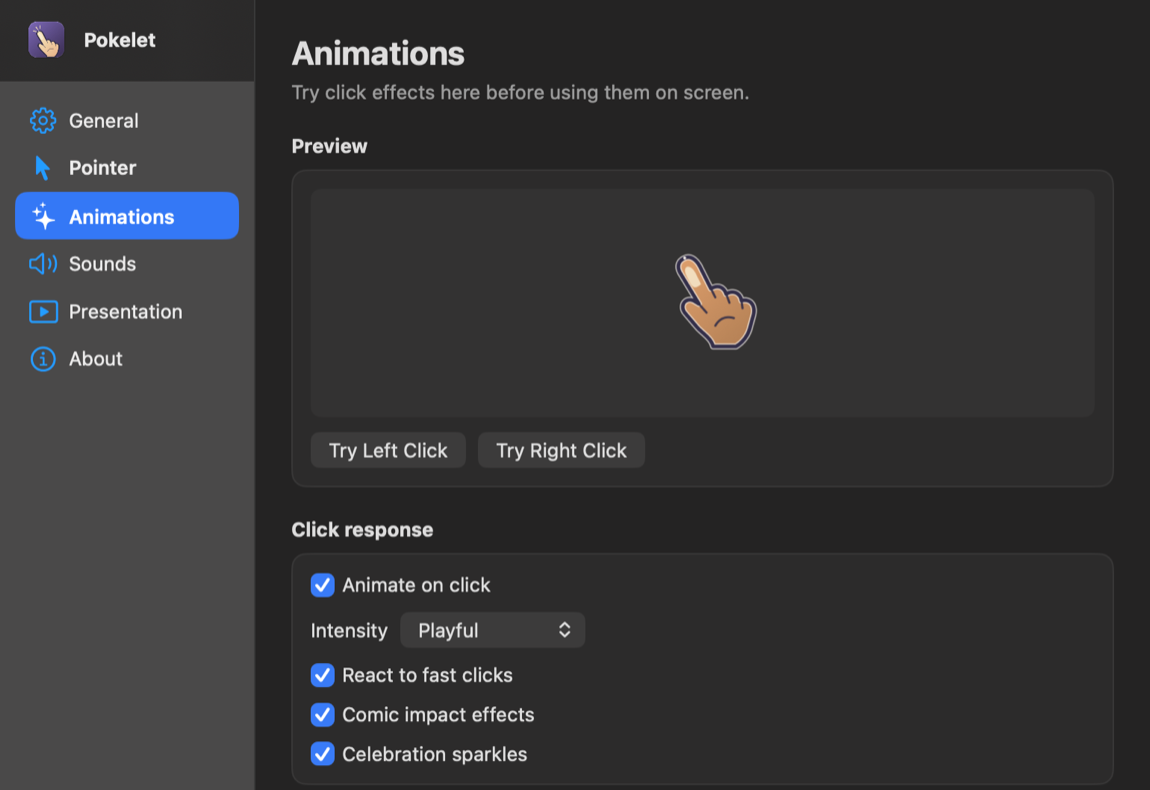 Pokelet
General
Pointer
Animations
Sounds
Presentation
About
Animations
Try click effects here before using them on screen.
Preview
Try Left Click
Try Right Click
Click response
Animate on click
Intensity
Playful
React to fast clicks
Comic impact effects
Celebration sparkles